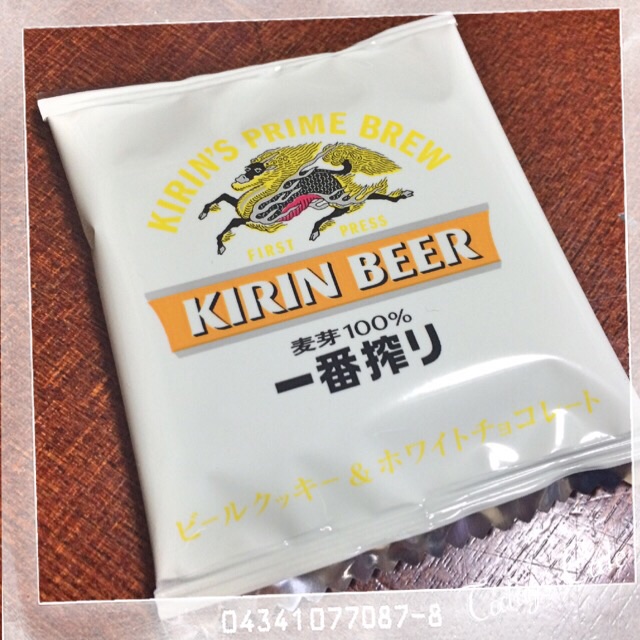 KIRIN'S PRIME BREW
FIRST PRESS
KIRIN BEER
麦芽100%
一番搾り
ビールクッキー & ホワイトチョコレート
04341077087-8